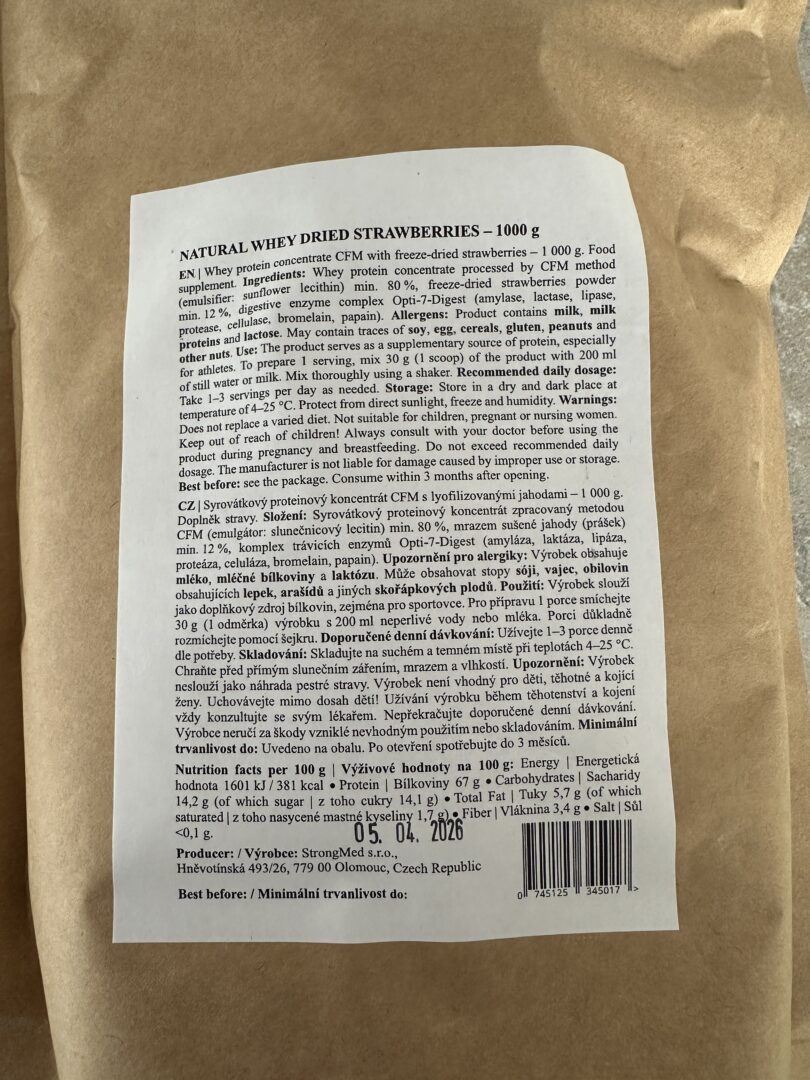 NATURAL WHEY DRIED STRAWBERRIES – 1000 g
EN | Whey protein concentrate CFM with freeze-dried strawberries – 1 000 g. Food
supplement. Ingredients: Whey protein concentrate processed by CFM method
(emulsifier: sunflower lecithin) min. 80 %, freeze-dried strawberries powder
min. 12 %, digestive enzyme complex Opti-7-Digest (amylase, lactase, lipase,
protease, cellulase, bromelain, papain). Allergens: Product contains milk, milk
proteins and lactose. May contain traces of soy, egg, cereals, gluten, peanuts and
other nuts. Use: The product serves as a supplementary source of protein, especially
for athletes. To prepare 1 serving, mix 30 g (1 scoop) of the product with 200 ml
of still water or milk. Mix thoroughly using a shaker. Recommended daily dosage:
Take 1–3 servings per day as needed. Storage: Store in a dry and dark place at
temperature of 4–25 °C. Protect from direct sunlight, freeze and humidity. Warnings:
Does not replace a varied diet. Not suitable for children, pregnant or nursing women.
Keep out of reach of children! Always consult with your doctor before using the
product during pregnancy and breastfeeding. Do not exceed recommended daily
dosage. The manufacturer is not liable for damage caused by improper use or storage.
Best before: see the package. Consume within 3 months after opening.
CZ | Syrovátkový proteinový koncentrát CFM s lyofilizovanými jahodami – 1 000 g.
Doplněk stravy. Složení: Syrovátkový proteinový koncentrát zpracovaný metodou
CFM (emulgátor: slunečnicový lecitin) min. 80 %, mrazem sušené jahody (prášek)
min. 12 %, komplex trávicích enzymů Opti-7-Digest (amyláza, laktáza, lipáza,
proteáza, celuláza, bromelain, papain). Upozornění pro alergiky: Výrobek obsahuje
mléko, mléčné bílkoviny a laktózu. Může obsahovat stopy sóji, vajec, obilovin
obsahujících lepek, arašídů a jiných skořápkových plodů. Použití: Výrobek slouží
jako doplňkový zdroj bílkovin, zejména pro sportovce. Pro přípravu 1 porce smíchejte
30 g (1 odměrka) výrobku s 200 ml neperlivé vody nebo mléka. Porci důkladně
rozmíchejte pomocí šejkru. Doporučené denní dávkování: Užívejte 1–3 porce denně
dle potřeby. Skladování: Skladujte na suchém a temném místě při teplotách 4–25 °C.
Chraňte před přímým slunečním zářením, mrazem a vlhkostí. Upozornění: Výrobek
neslouží jako náhrada pestré stravy. Výrobek není vhodný pro děti, těhotné a kojící
ženy. Uchovávejte mimo dosah dětí! Užívání výrobku během těhotenství a kojení
vždy konzultujte se svým lékařem. Nepřekračujte doporučené denní dávkování.
Výrobce neručí za škody vzniklé nevhodným použitím nebo skladováním. Minimální
trvanlivost do: Uvedeno na obalu. Po otevření spotřebujte do 3 měsíců.
Nutrition facts per 100 g | Výživové hodnoty na 100 g: Energy | Energetická
hodnota 1601 kJ / 381 kcal • Protein | Bílkoviny 67 g • Carbohydrates | Sacharidy
14,2 g (of which sugar | z toho cukry 14,1 g) • Total Fat | Tuky 5,7 g (of which
saturated | z toho nasycené mastné kyseliny 1,7 g) • Fiber | Vláknina 3,4 g • Salt | Sůl
<0,1 g.
05. 04. 2026
Producer: / Výrobce: StrongMed s.r.o.,
Hněvotínská 493/26, 779 00 Olomouc, Czech Republic
Best before: / Minimální trvanlivost do:
0 745125 345017 >